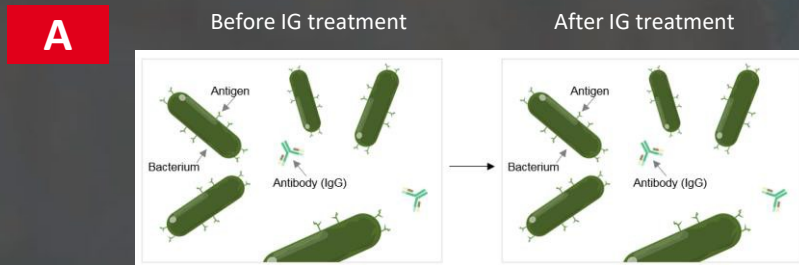 A
Before IG treatment
After IG treatment
Antigen
Bacterium
Antibody (IgG)
Antigen
Bacterium
Antibody (IgG)